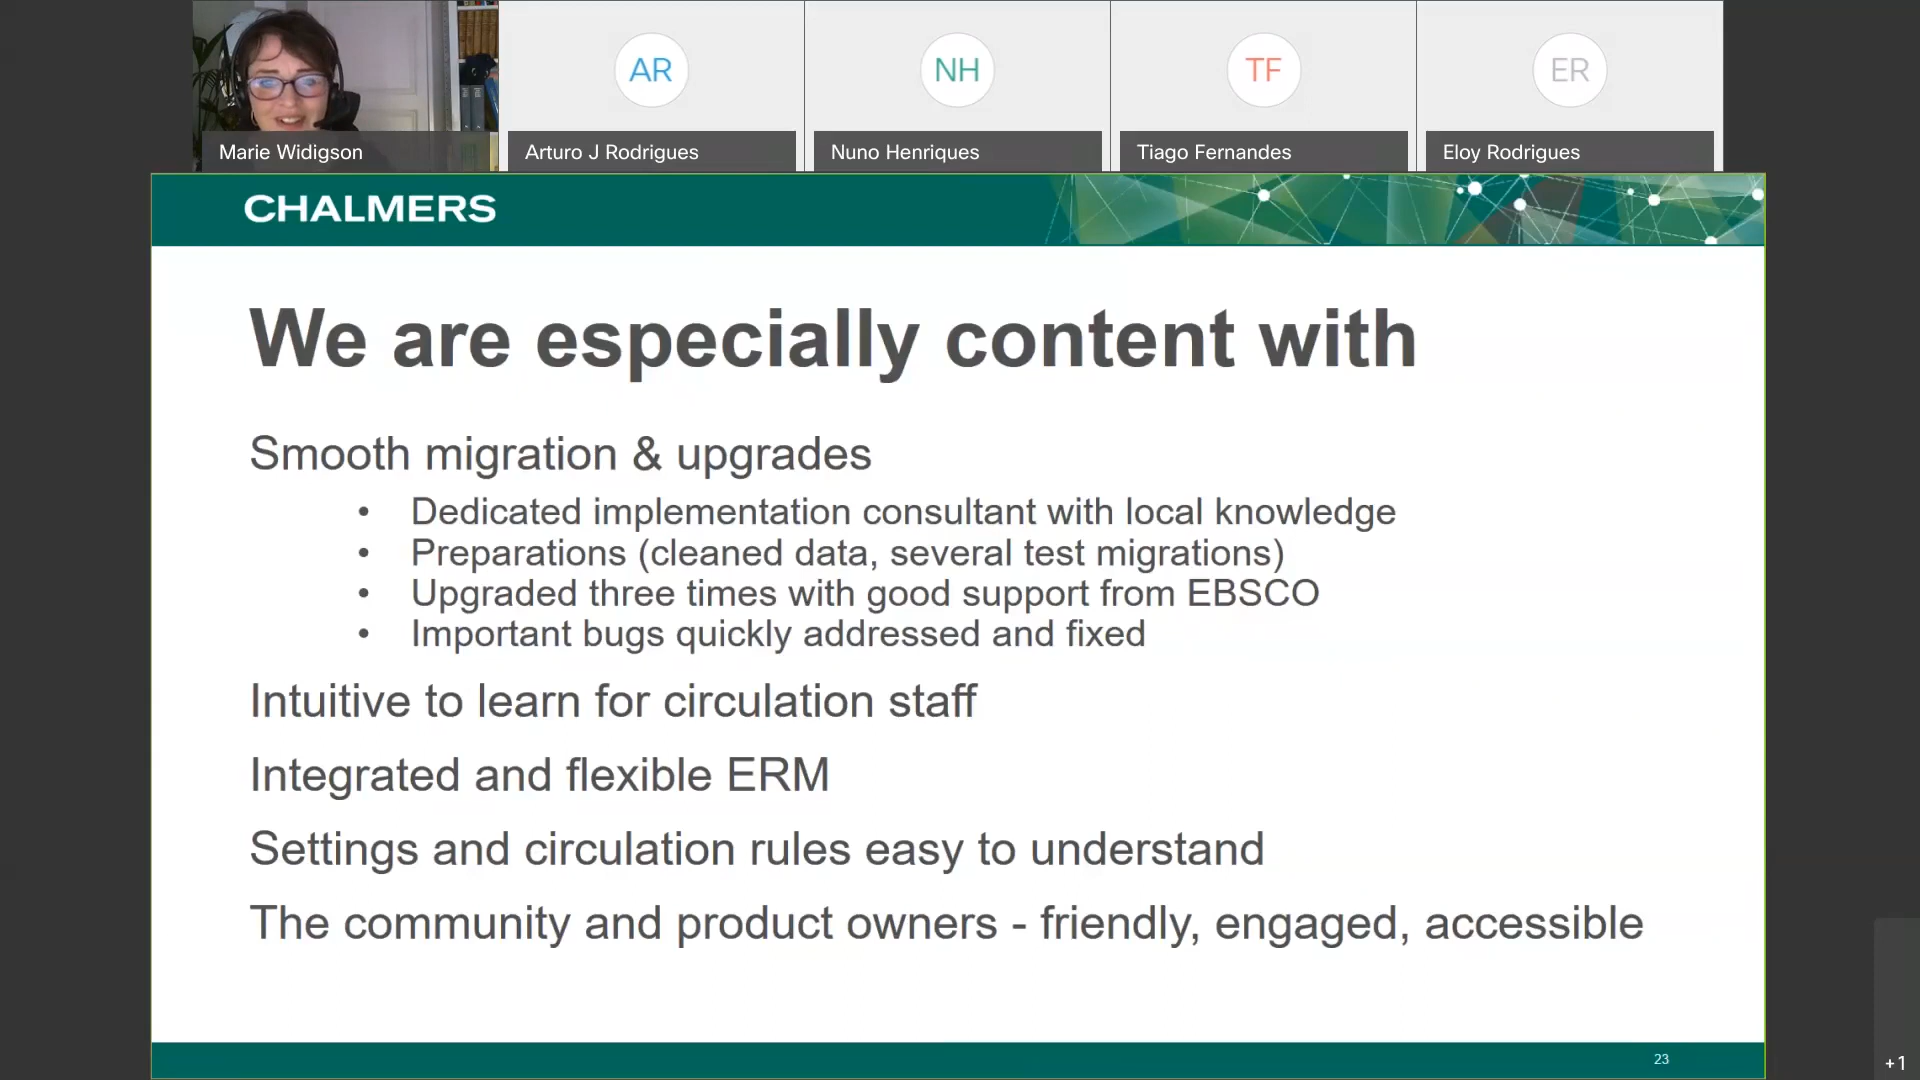 AR
NH
TF
ER
Marie Widigson
Arturo J Rodrigues
Nuno Henriques
Tiago Fernandes
Eloy Rodrigues
CHALMERS
We are especially content with
Smooth migration & upgrades
• Dedicated implementation consultant with local knowledge
• Preparations (cleaned data, several test migrations)
• Upgraded three times with good support from EBSCO
• Important bugs quickly addressed and fixed
Intuitive to learn for circulation staff
Integrated and flexible ERM
Settings and circulation rules easy to understand
The community and product owners - friendly, engaged, accessible
23
+1